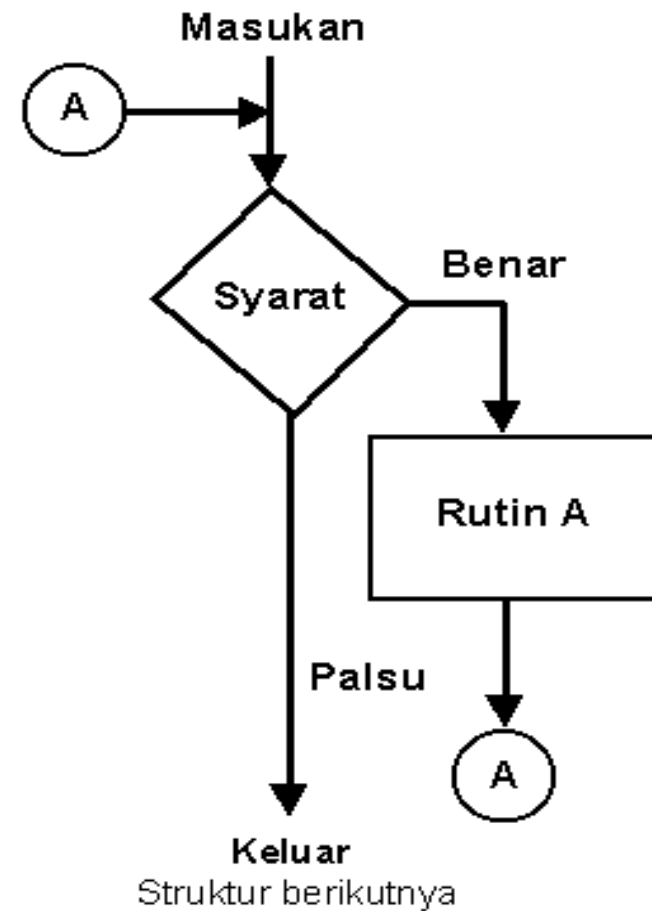 Masukan
A
Benar
Syarat
Rutin A
Palsu
A
Keluar
Struktur berikutnya